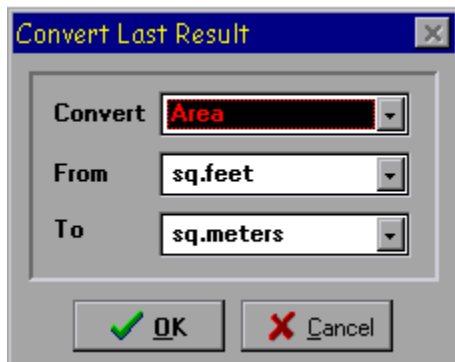 Convert Last Result
Convert Area
From sq.feet
To sq.meters
OK Cancel